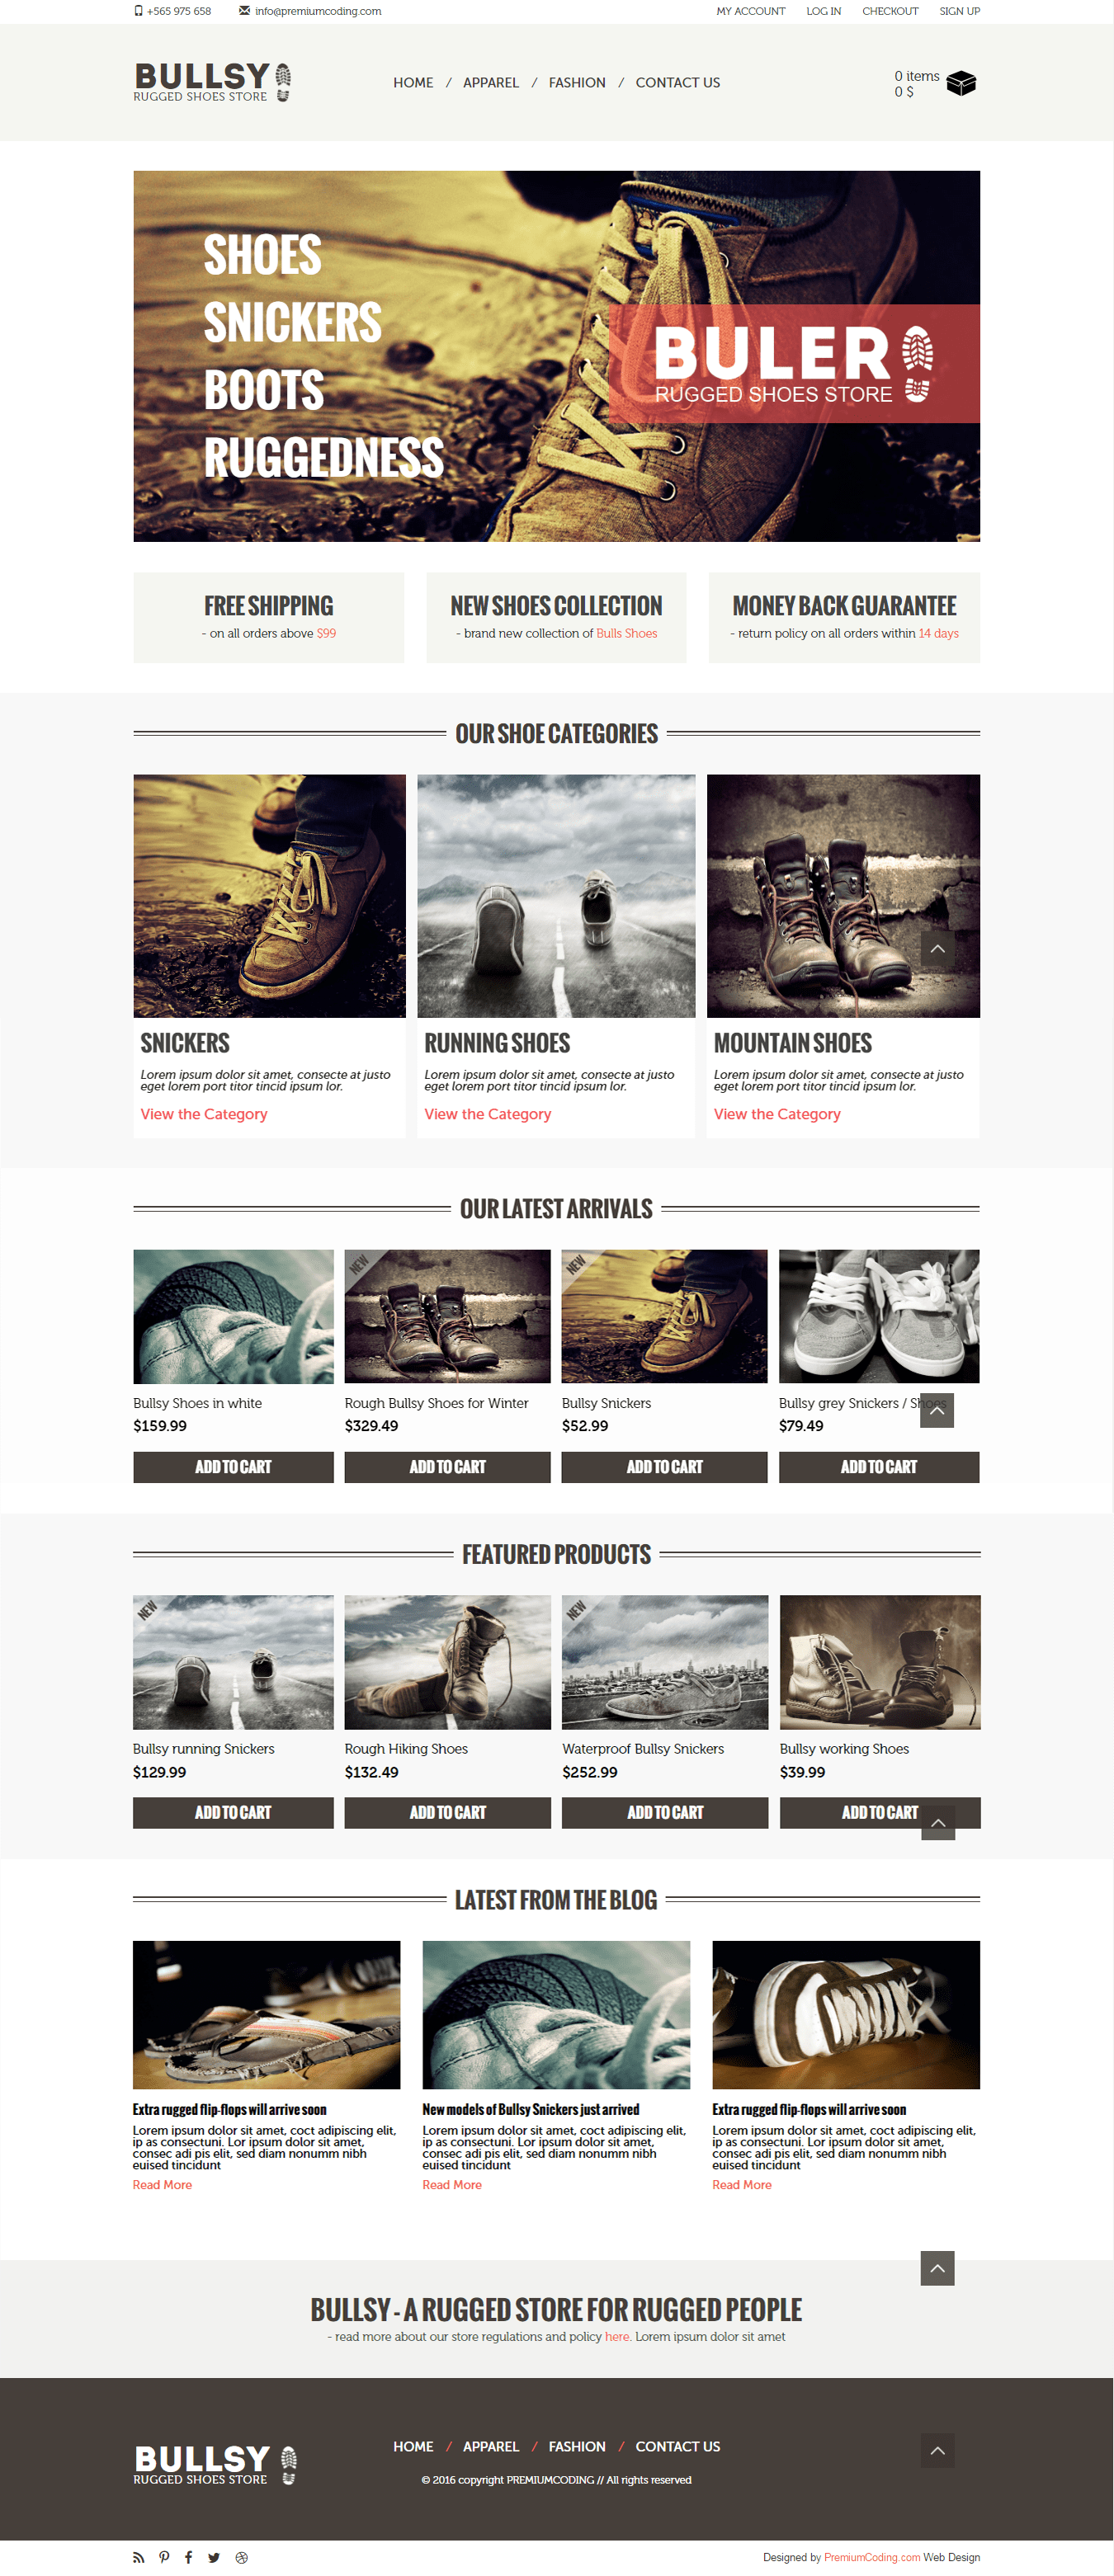 +565 975 658 info@premiumcoding.com MY ACCOUNT LOG IN CHECKOUT SIGN UP
BULLSY
RUGGED SHOES STORE
HOME / APPAREL / FASHION / CONTACT US
0 items
0 $
SHOES
SNICKERS
BOOTS
RUGGEDNESS
BULER
RUGGED SHOES STORE
FREE SHIPPING
- on all orders above $99
NEW SHOES COLLECTION
- brand new collection of Bulls Shoes
MONEY BACK GUARANTEE
- return policy on all orders within 14 days
OUR SHOE CATEGORIES
SNICKERS
Lorem ipsum dolor sit amet, consecte at justo
eget lorem port titor tincid ipsum lor.
View the Category
RUNNING SHOES
Lorem ipsum dolor sit amet, consecte at justo
eget lorem port titor tincid ipsum lor.
View the Category
MOUNTAIN SHOES
Lorem ipsum dolor sit amet, consecte at justo
eget lorem port titor tincid ipsum lor.
View the Category
OUR LATEST ARRIVALS
Bullsy Shoes in white
$159.99
ADD TO CART
NEW
Rough Bullsy Shoes for Winter
$329.49
ADD TO CART
NEW
Bullsy Snickers
$52.99
ADD TO CART
Bullsy grey Snickers / Shoes
$79.49
ADD TO CART
FEATURED PRODUCTS
NEW
Bullsy running Snickers
$129.99
ADD TO CART
Rough Hiking Shoes
$132.49
ADD TO CART
NEW
Waterproof Bullsy Snickers
$252.99
ADD TO CART
Bullsy working Shoes
$39.99
ADD TO CART
LATEST FROM THE BLOG
Extra rugged flip-flops will arrive soon
Lorem ipsum dolor sit amet, coct adipiscing elit,
ip as consectuni. Lor ipsum dolor sit amet,
consec adi pis elit, sed diam nonumm nibh
euised tincidunt
Read More
New models of Bullsy Snickers just arrived
Lorem ipsum dolor sit amet, coct adipiscing elit,
ip as consectuni. Lor ipsum dolor sit amet,
consec adi pis elit, sed diam nonumm nibh
euised tincidunt
Read More
Extra rugged flip-flops will arrive soon
Lorem ipsum dolor sit amet, coct adipiscing elit,
ip as consectuni. Lor ipsum dolor sit amet,
consec adi pis elit, sed diam nonumm nibh
euised tincidunt
Read More
BULLSY - A RUGGED STORE FOR RUGGED PEOPLE
- read more about our store regulations and policy here. Lorem ipsum dolor sit amet
BULLSY
RUGGED SHOES STORE
HOME / APPAREL / FASHION / CONTACT US
© 2016 copyright PREMIUMCODING // All rights reserved
Designed by PremiumCoding.com Web Design